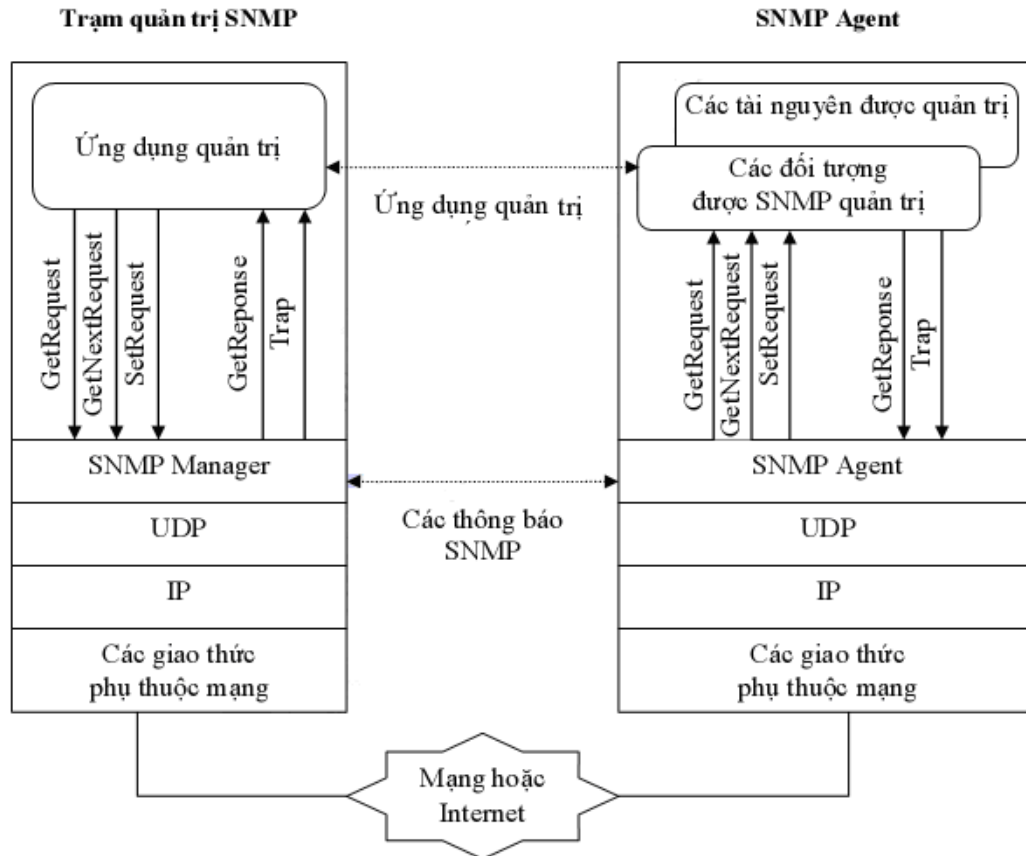 Trạm quản trị SNMP
SNMP Agent
Ứng dụng quản trị
Các tài nguyên được quản trị
Các đối tượng
được SNMP quản trị
Ứng dụng quản trị
GetRequest
GetNextRequest
SetRequest
GetReponse
Trap
GetRequest
GetNextRequest
SetRequest
GetReponse
Trap
SNMP Manager
SNMP Agent
Các thông báo
SNMP
UDP
UDP
IP
IP
Các giao thức
phụ thuộc mạng
Các giao thức
phụ thuộc mạng
Mạng hoặc
Internet